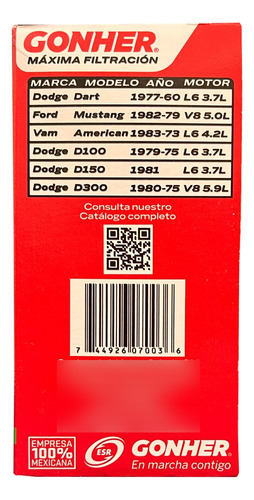 GONHER®
MÁXIMA FILTRACIÓN
MARCA MODELO AÑO MOTOR
Dodge Dart 1977-60 L6 3.7L
Ford Mustang 1982-79 V8 5.0L
Vam American 1983-73 L6 4.2L
Dodge D100 1979-75 L6 3.7L
Dodge D150 1981 L6 3.7L
Dodge D300 1980-75 V8 5.9L
Consulta nuestro
Catálogo completo
7 44926 07003 6
EMPRESA
100%
MEXICANA
ESR
GONHER®
En marcha contigo